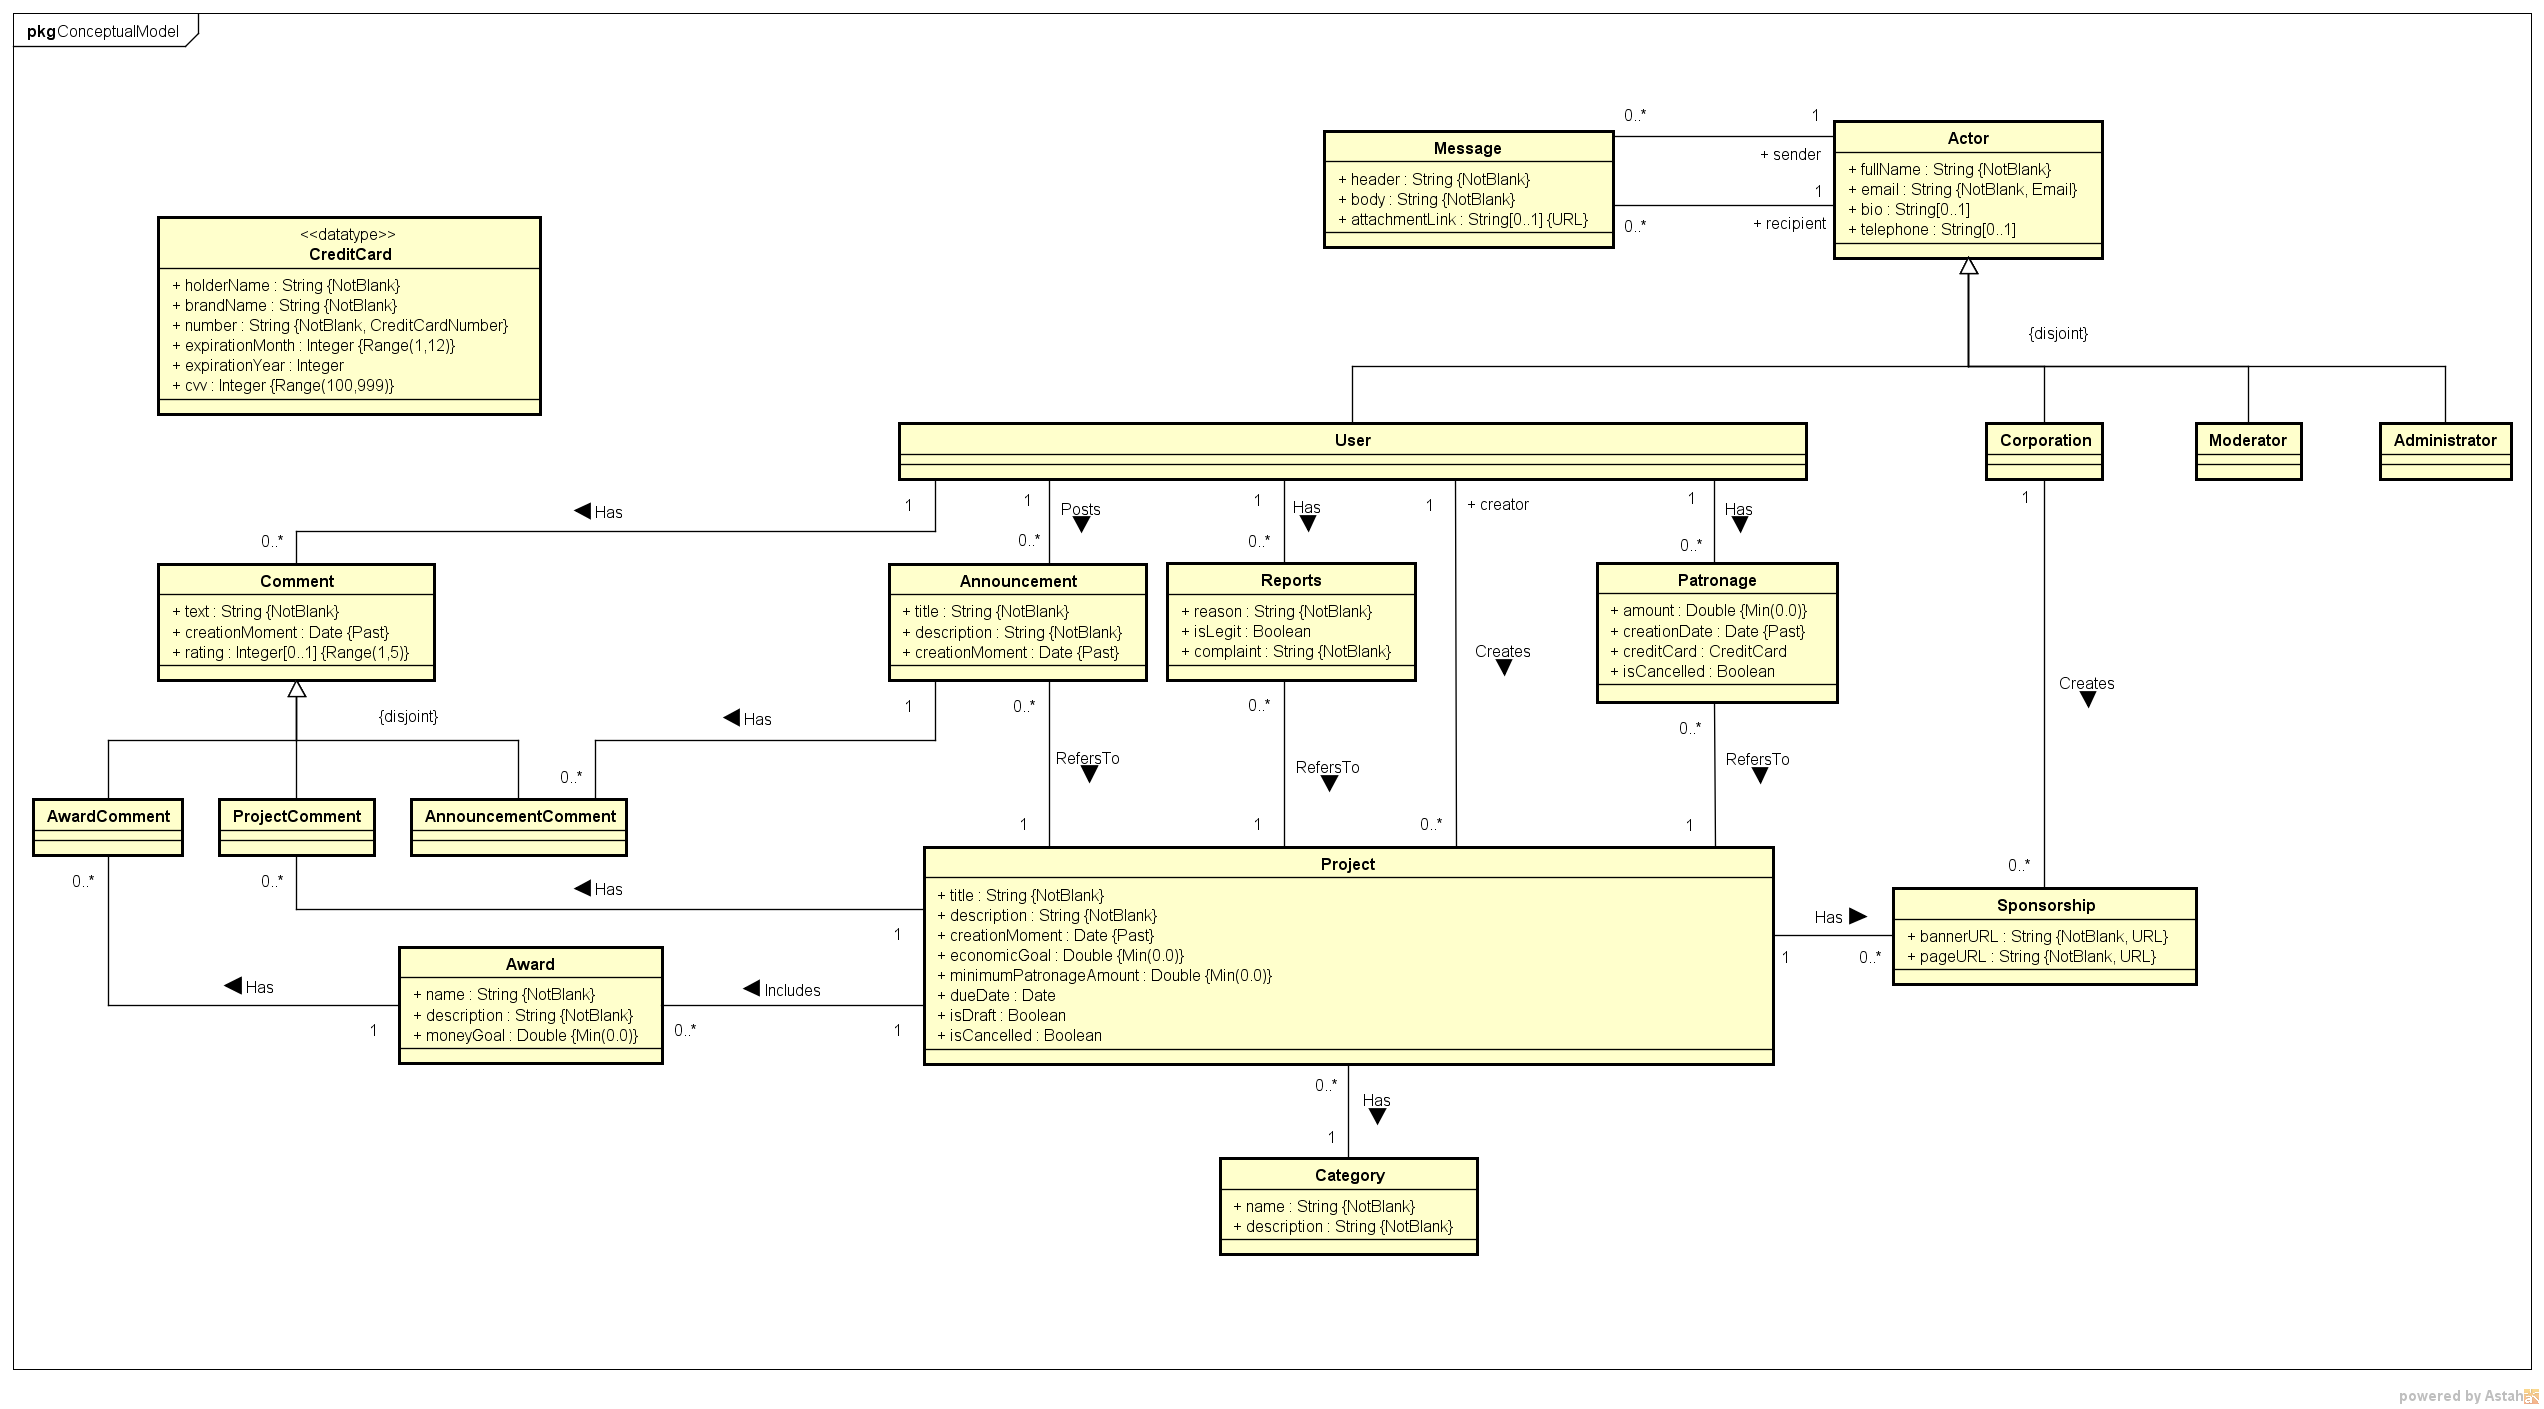 pkg ConceptualModel
0..*
1
Message
+ header : String {NotBlank}
+ body : String {NotBlank}
+ attachmentLink : String[0..1] {URL}
+ sender
1
0..*
+ recipient
Actor
+ fullName : String {NotBlank}
+ email : String {NotBlank, Email}
+ bio : String[0..1]
+ telephone : String[0..1]
<<datatype>>
CreditCard
+ holderName : String {NotBlank}
+ brandName : String {NotBlank}
+ number : String {NotBlank, CreditCardNumber}
+ expirationMonth : Integer {Range(1,12)}
+ expirationYear : Integer
+ cvv : Integer {Range(100,999)}
{disjoint}
User
Corporation
Moderator
Administrator
Has
1
0..*
1
Posts
0..*
1
Has
0..*
1
+ creator
1
Has
0..*
1
Comment
+ text : String {NotBlank}
+ creationMoment : Date {Past}
+ rating : Integer[0..1] {Range(1,5)}
Announcement
+ title : String {NotBlank}
+ description : String {NotBlank}
+ creationMoment : Date {Past}
Reports
+ reason : String {NotBlank}
+ isLegit : Boolean
+ complaint : String {NotBlank}
Creates
Patronage
+ amount : Double {Min(0.0)}
+ creationDate : Date {Past}
+ creditCard : CreditCard
+ isCancelled : Boolean
Creates
{disjoint}
Has
1
0..*
0..*
RefersTo
1
0..*
RefersTo
1
0..*
0..*
RefersTo
1
0..*
AwardComment
ProjectComment
AnnouncementComment
0..*
0..*
Has
1
Project
+ title : String {NotBlank}
+ description : String {NotBlank}
+ creationMoment : Date {Past}
+ economicGoal : Double {Min(0.0)}
+ minimumPatronageAmount : Double {Min(0.0)}
+ dueDate : Date
+ isDraft : Boolean
+ isCancelled : Boolean
Has
1
0..*
Sponsorship
+ bannerURL : String {NotBlank, URL}
+ pageURL : String {NotBlank, URL}
Has
1
Award
+ name : String {NotBlank}
+ description : String {NotBlank}
+ moneyGoal : Double {Min(0.0)}
Includes
0..*
1
0..*
Has
1
Category
+ name : String {NotBlank}
+ description : String {NotBlank}
powered by Astah